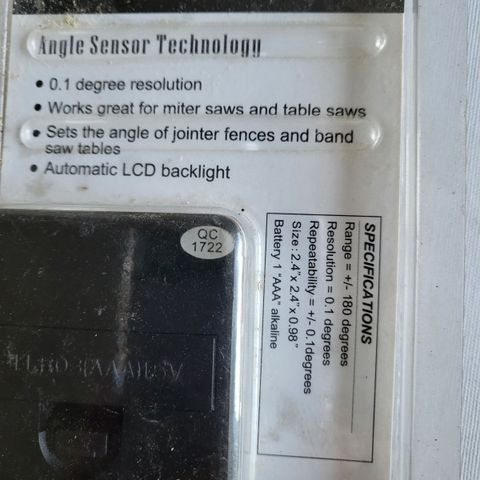 Angle Sensor Technology
• 0.1 degree resolution
• Works great for miter saws and table saws
• Sets the angle of jointer fences and band
saw tables
• Automatic LCD backlight
QC
1722
SPECIFICATIONS
Range = +/- 180 degrees
Resolution = 0.1 degrees
Repeatability = +/- 0.1degrees
Size : 2.4"x 2.4"x 0.98"
Battery 1 "AAA" alkaline